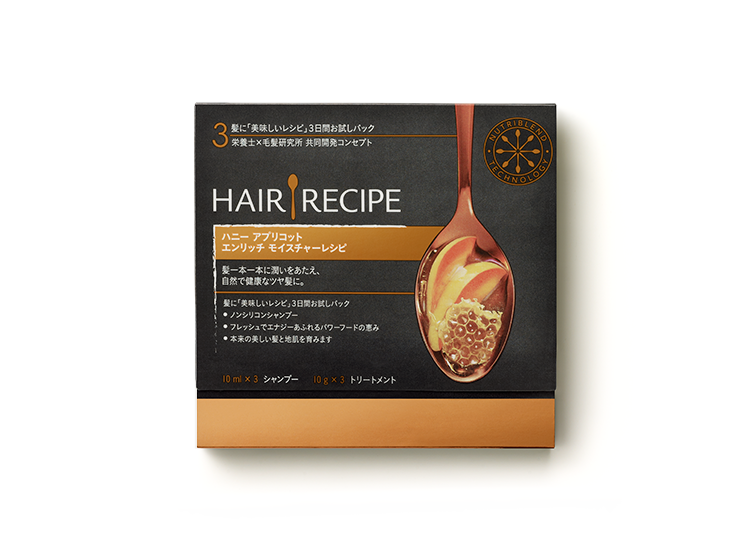 3 髪に「美味しいレシピ」3日間お試しパック
栄養士×毛髪研究所 共同開発コンセプト
NUTRIBLEND
TECHNOLOGY
HAIR RECIPE
ハニー アプリコット
エンリッチ モイスチャーレシピ
髪一本一本に潤いをあたえ、
自然で健康なツヤ髪に。
髪に「美味しいレシピ」3日間お試しパック
● ノンシリコンシャンプー
● フレッシュでエナジーあふれるパワーフードの恵み
● 本来の美しい髪と地肌を育みます
10 ml × 3 シャンプー 10 g × 3 トリートメント